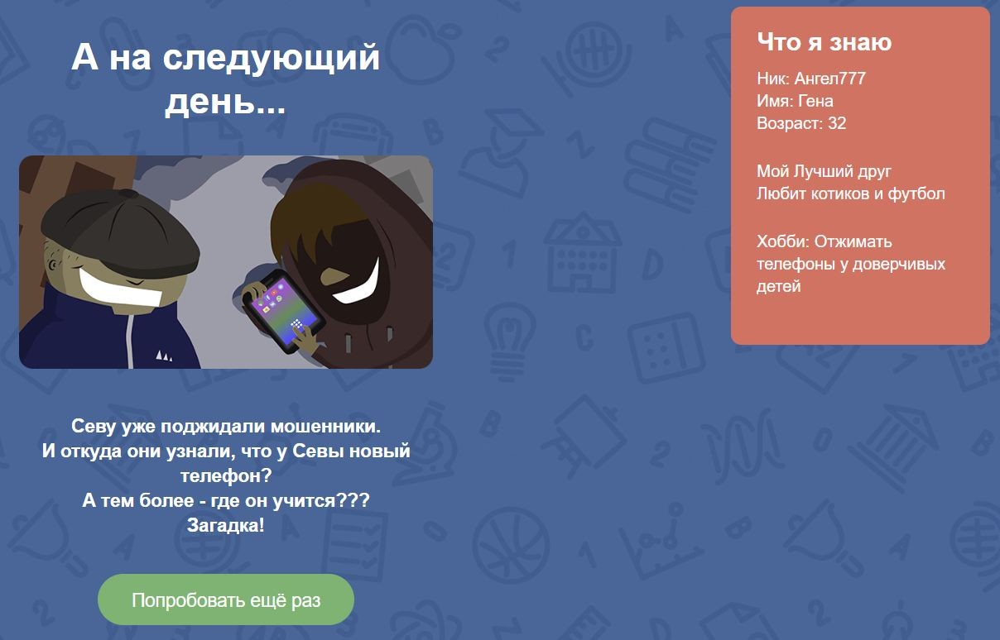 А на следующий
день...
Севу уже поджидали мошенники.
И откуда они узнали, что у Севы новый
телефон?
А тем более - где он учится???
Загадка!
Попробовать ещё раз
Что я знаю
Ник: Ангел777
Имя: Гена
Возраст: 32
Мой Лучший друг
Любит котиков и футбол
Хобби: Отжимать
телефоны у доверчивых
детей